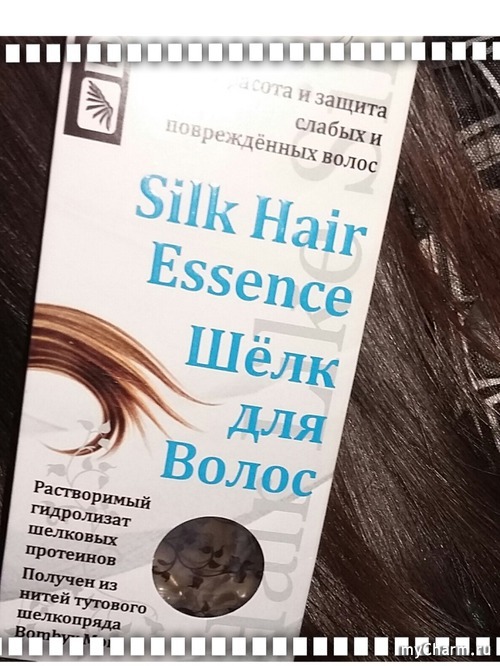 и защита
слабых и
повреждённых волос
Silk Hair
Essence
Шёлк
для
Волос
Растворимый
гидролизат
шелковых
протеинов
Получен из
нитей тутового
шелкопряда
Bombyx
myCharm.ru